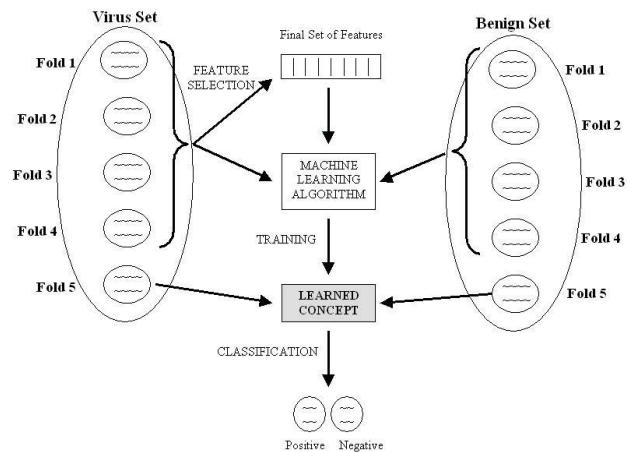 Virus Set
Benign Set
Final Set of Features
Fold 1
Fold 2
Fold 3
Fold 4
Fold 5
FEATURE
SELECTION
MACHINE
LEARNING
ALGORITHM
TRAINING
LEARNED
CONCEPT
CLASSIFICATION
Positive
Negative
Fold 1
Fold 2
Fold 3
Fold 4
Fold 5